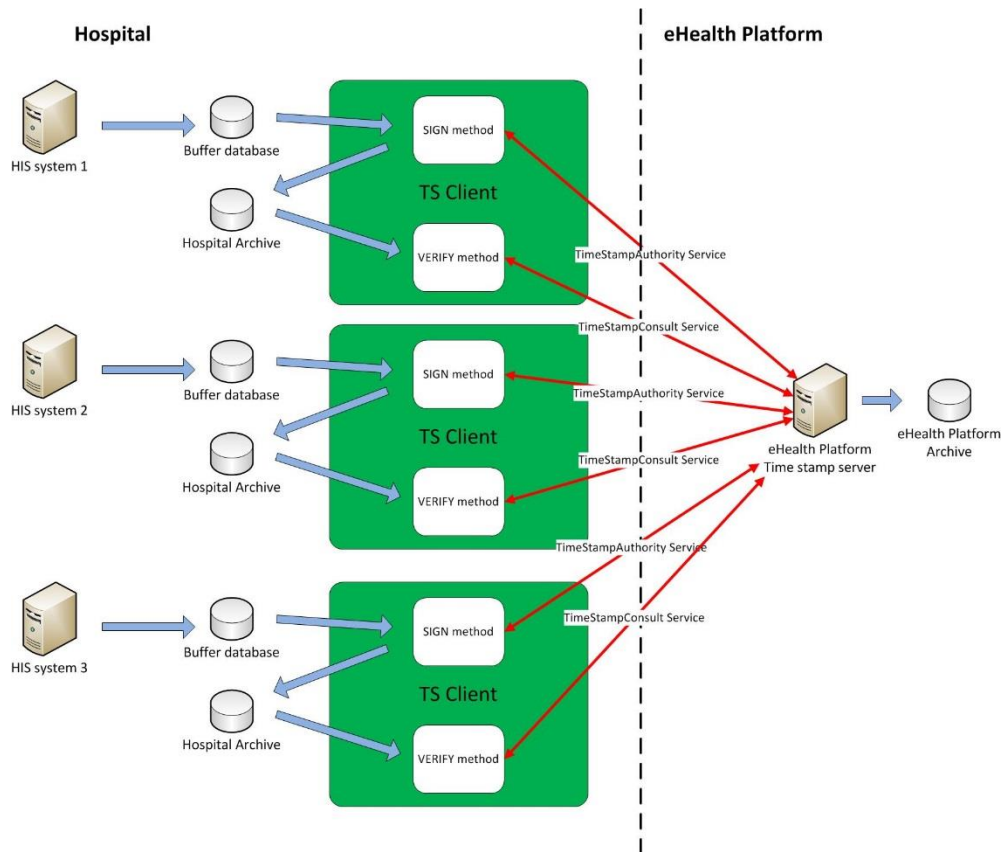 Hospital
eHealth Platform
HIS system 1
Buffer database
Hospital Archive
SIGN method
TS Client
VERIFY method
TimeStampAuthority Service
TimeStampConsult Service
HIS system 2
Buffer database
Hospital Archive
SIGN method
TS Client
VERIFY method
TimeStampAuthority Service
TimeStampConsult Service
eHealth Platform
Time stamp server
eHealth Platform
Archive
HIS system 3
Buffer database
Hospital Archive
SIGN method
TS Client
VERIFY method
TimeStampAuthority Service
TimeStampConsult Service